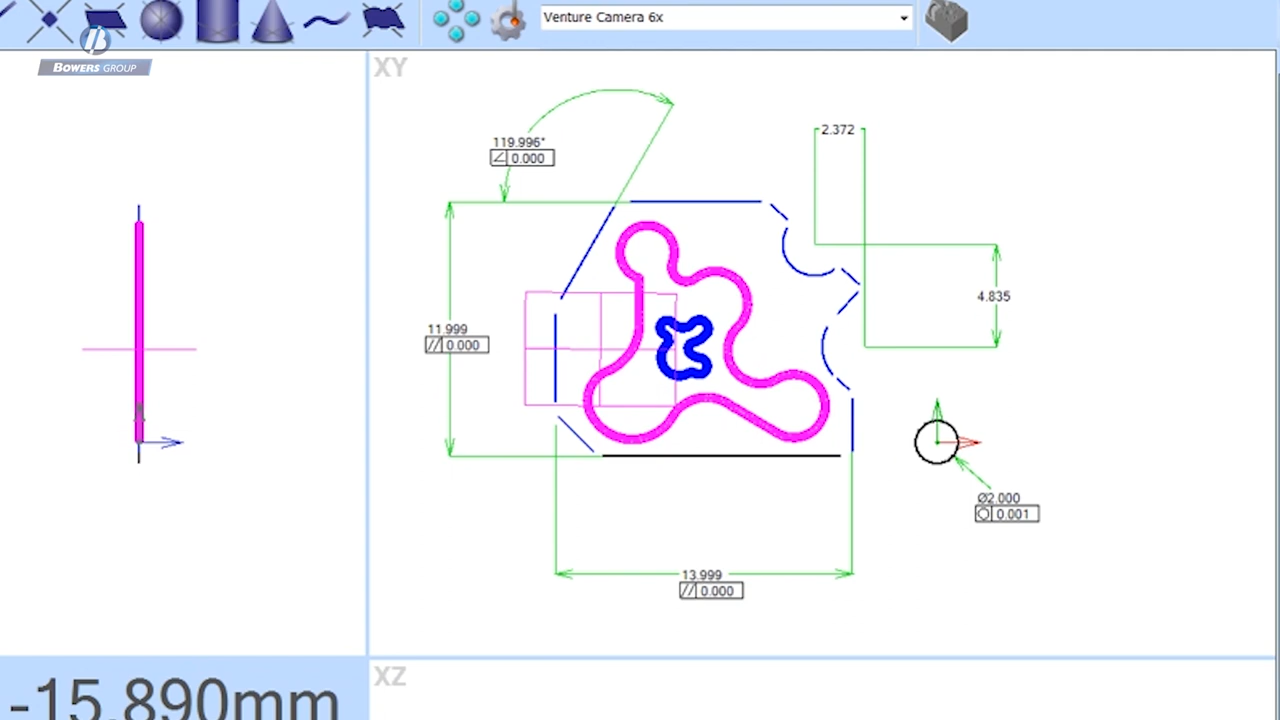 Venture Camera 6x
BOWERS GROUP
XY
119.996°
0.000
2.372
4.835
11.999
// 0.000
Ø2.000
0.001
13.999
// 0.000
-15.890mm
XZ